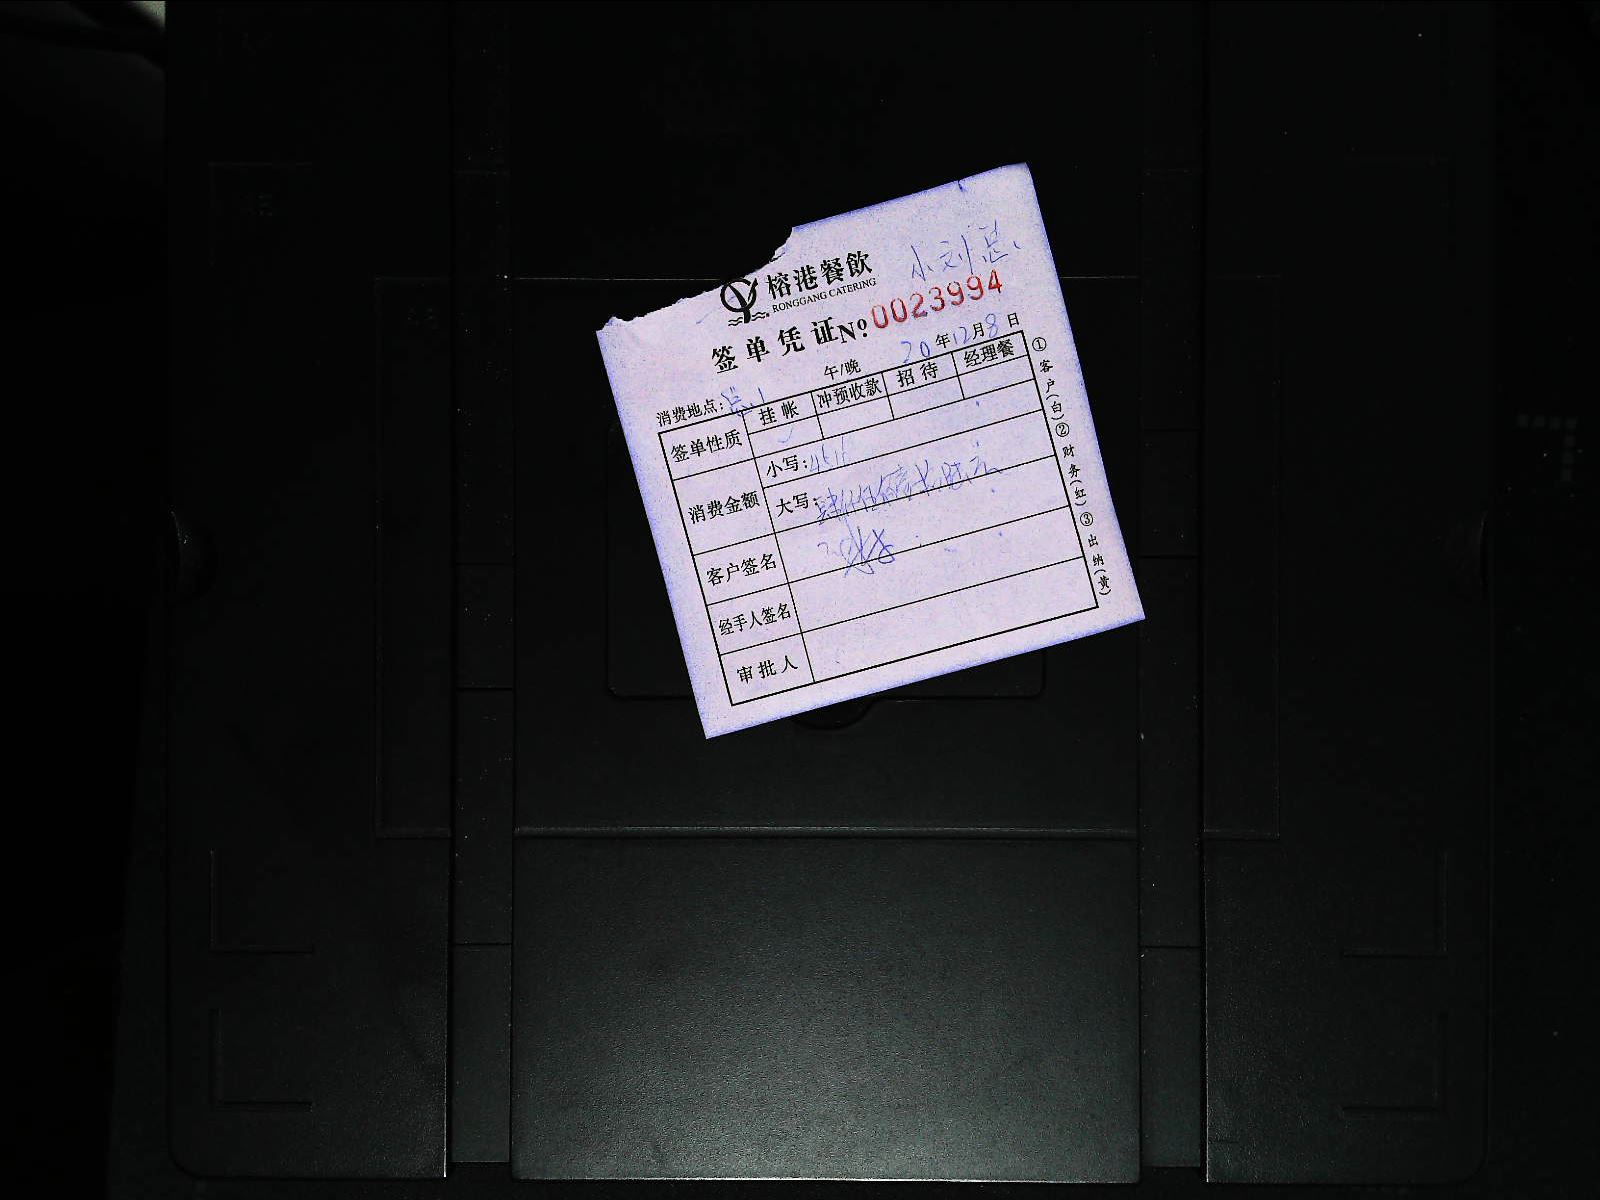 小刘总
榕港餐飲
RONGGANG CATERING
签单凭证 Nº 0023994
午/晚 20年12月8日
消费地点:
签单性质 挂帐 冲预收款 招待 经理餐
消费金额 小写:4516
大写:
客户签名
经手人签名
审批人
①客户(白)②财务(红)③出纳(黄)